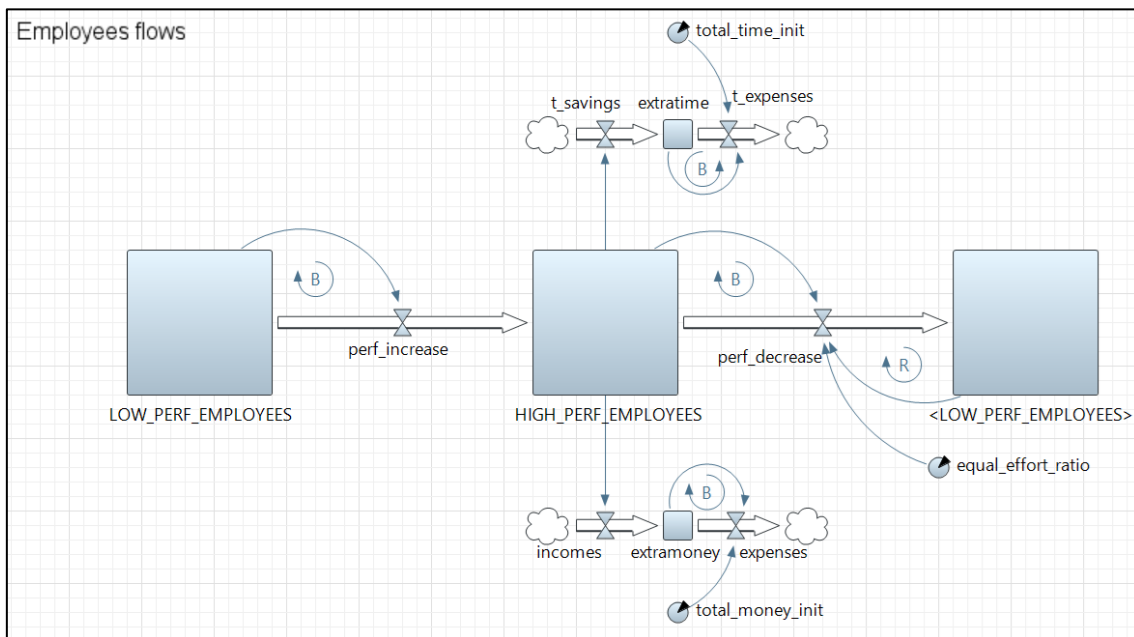 Employees flows
total_time_init
t_savings
extratime
t_expenses
B
B
B
R
perf_increase
perf_decrease
LOW_PERF_EMPLOYEES
HIGH_PERF_EMPLOYEES
<LOW_PERF_EMPLOYEES>
equal_effort_ratio
B
incomes
extramoney
expenses
total_money_init